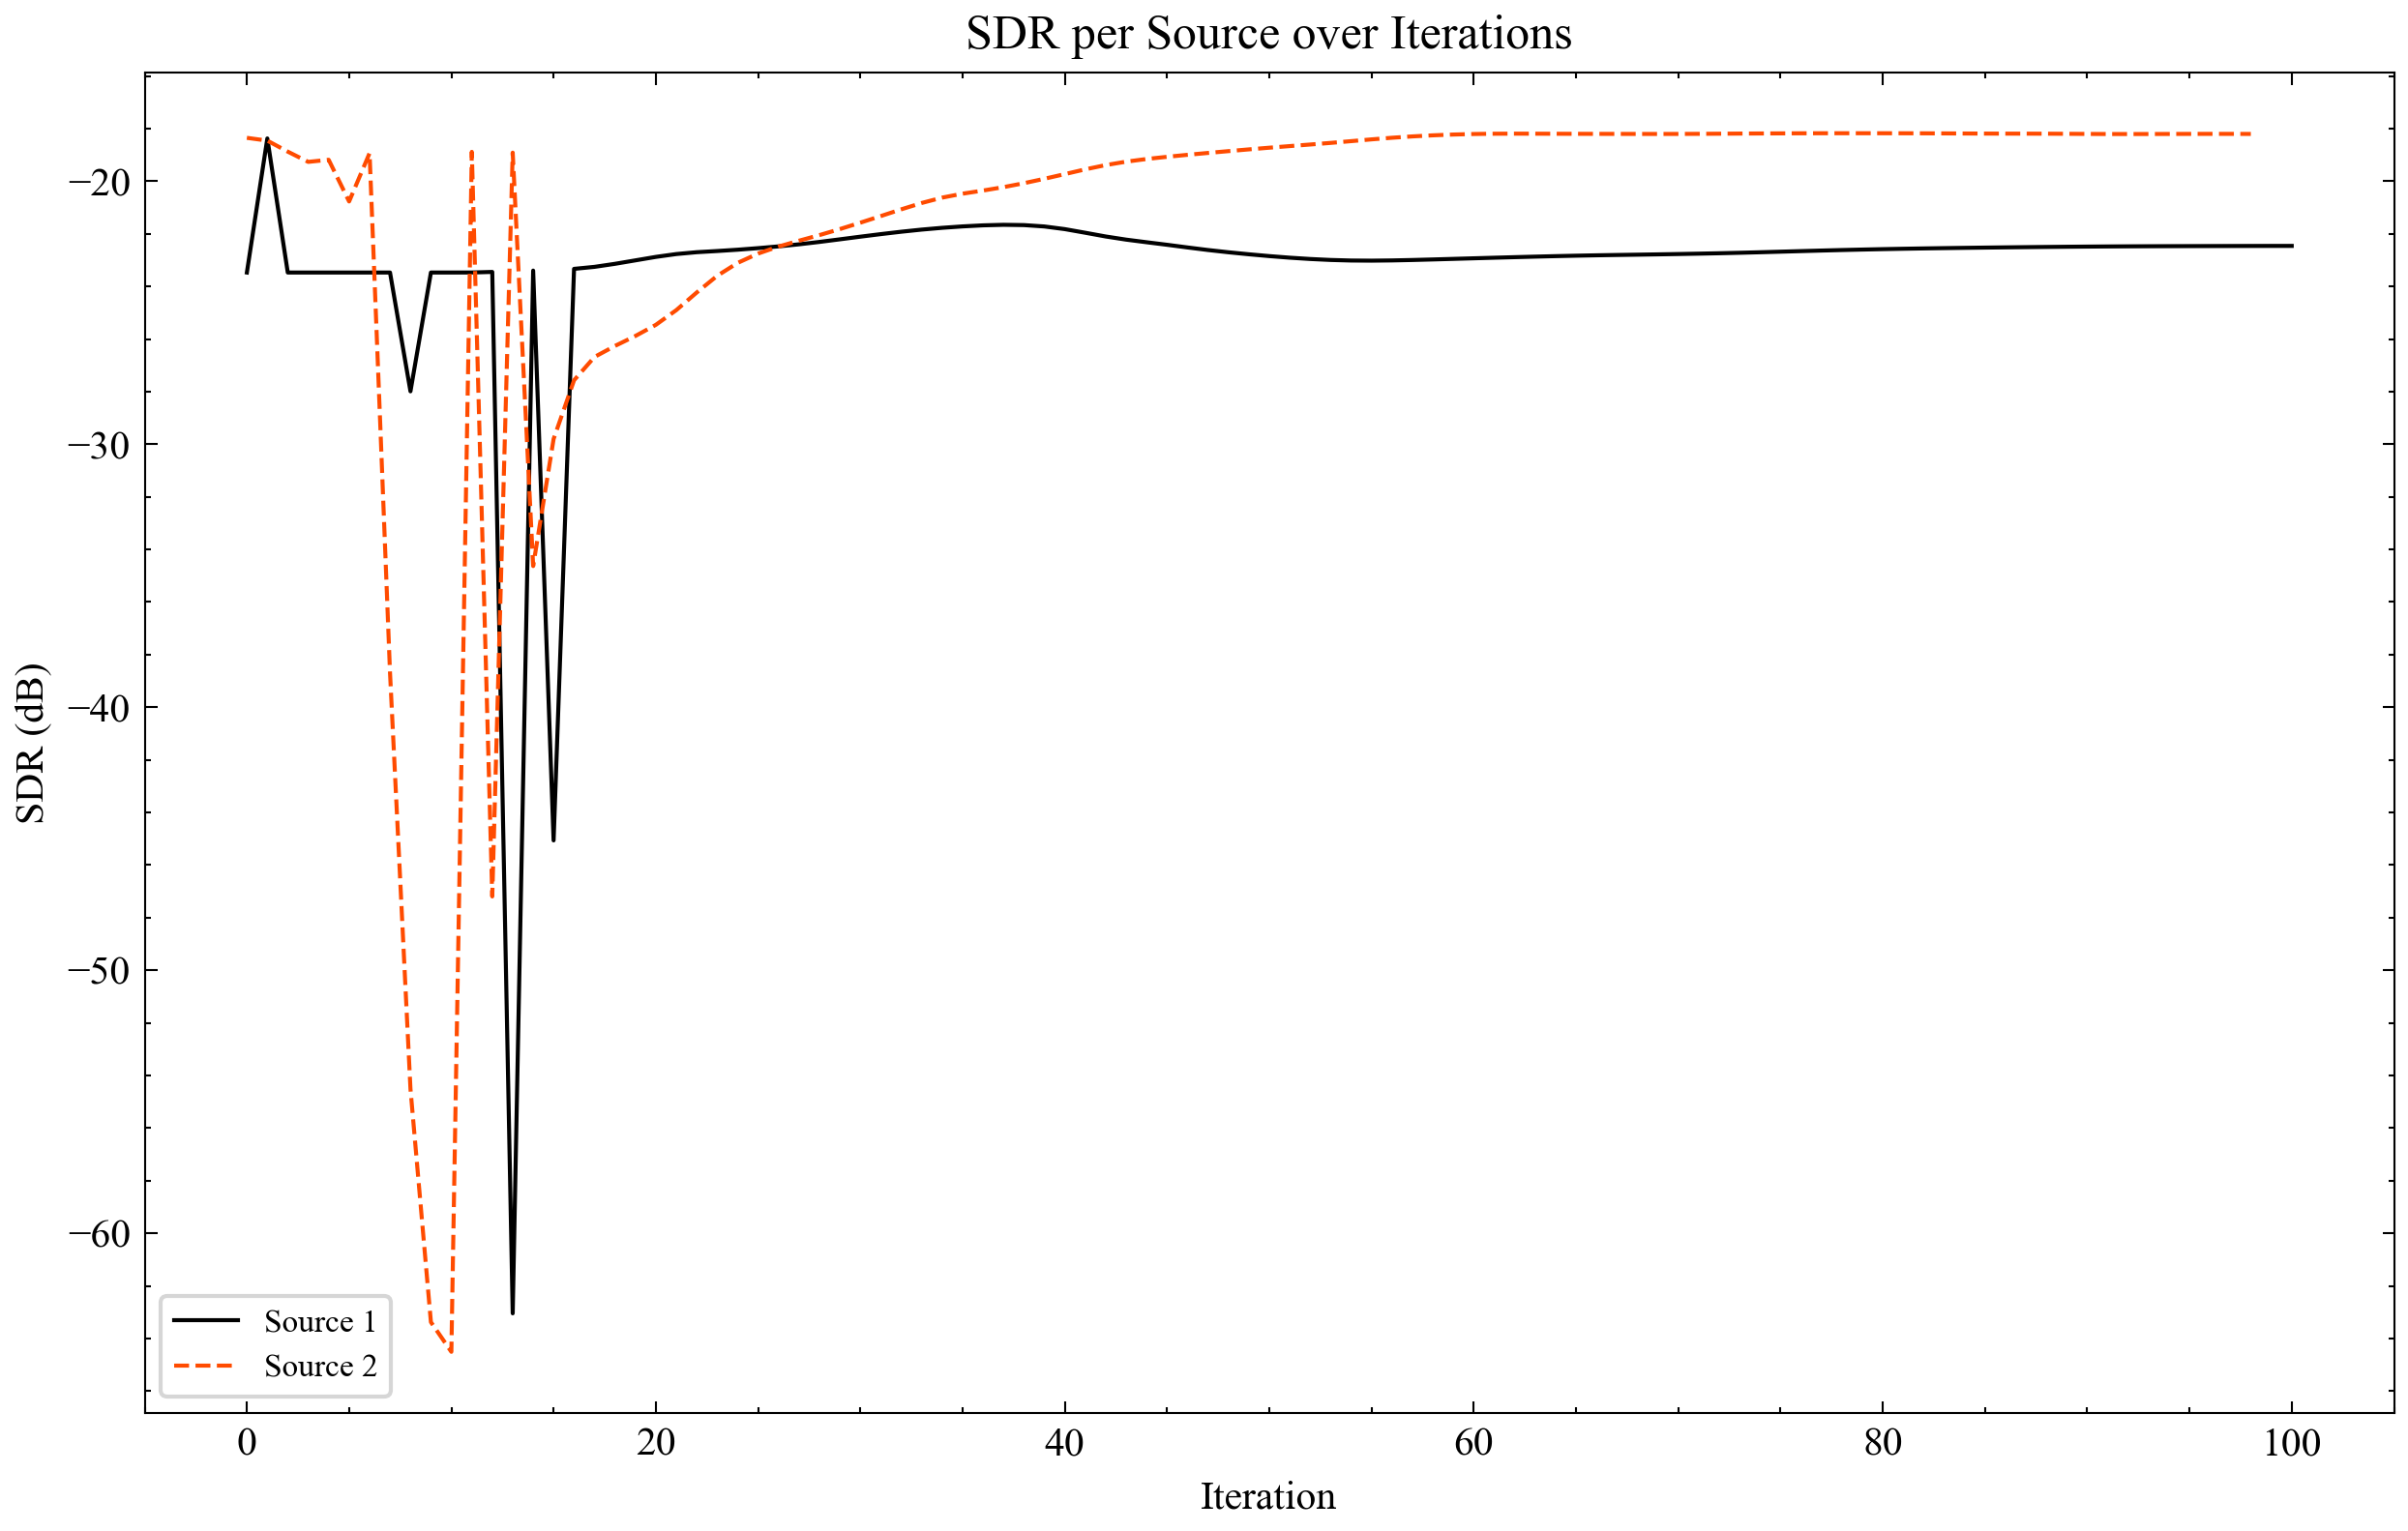 SDR per Source over Iterations
SDR (dB)
−20
−30
−40
−50
−60
Source 1
Source 2
0 20 40 60 80 100
Iteration